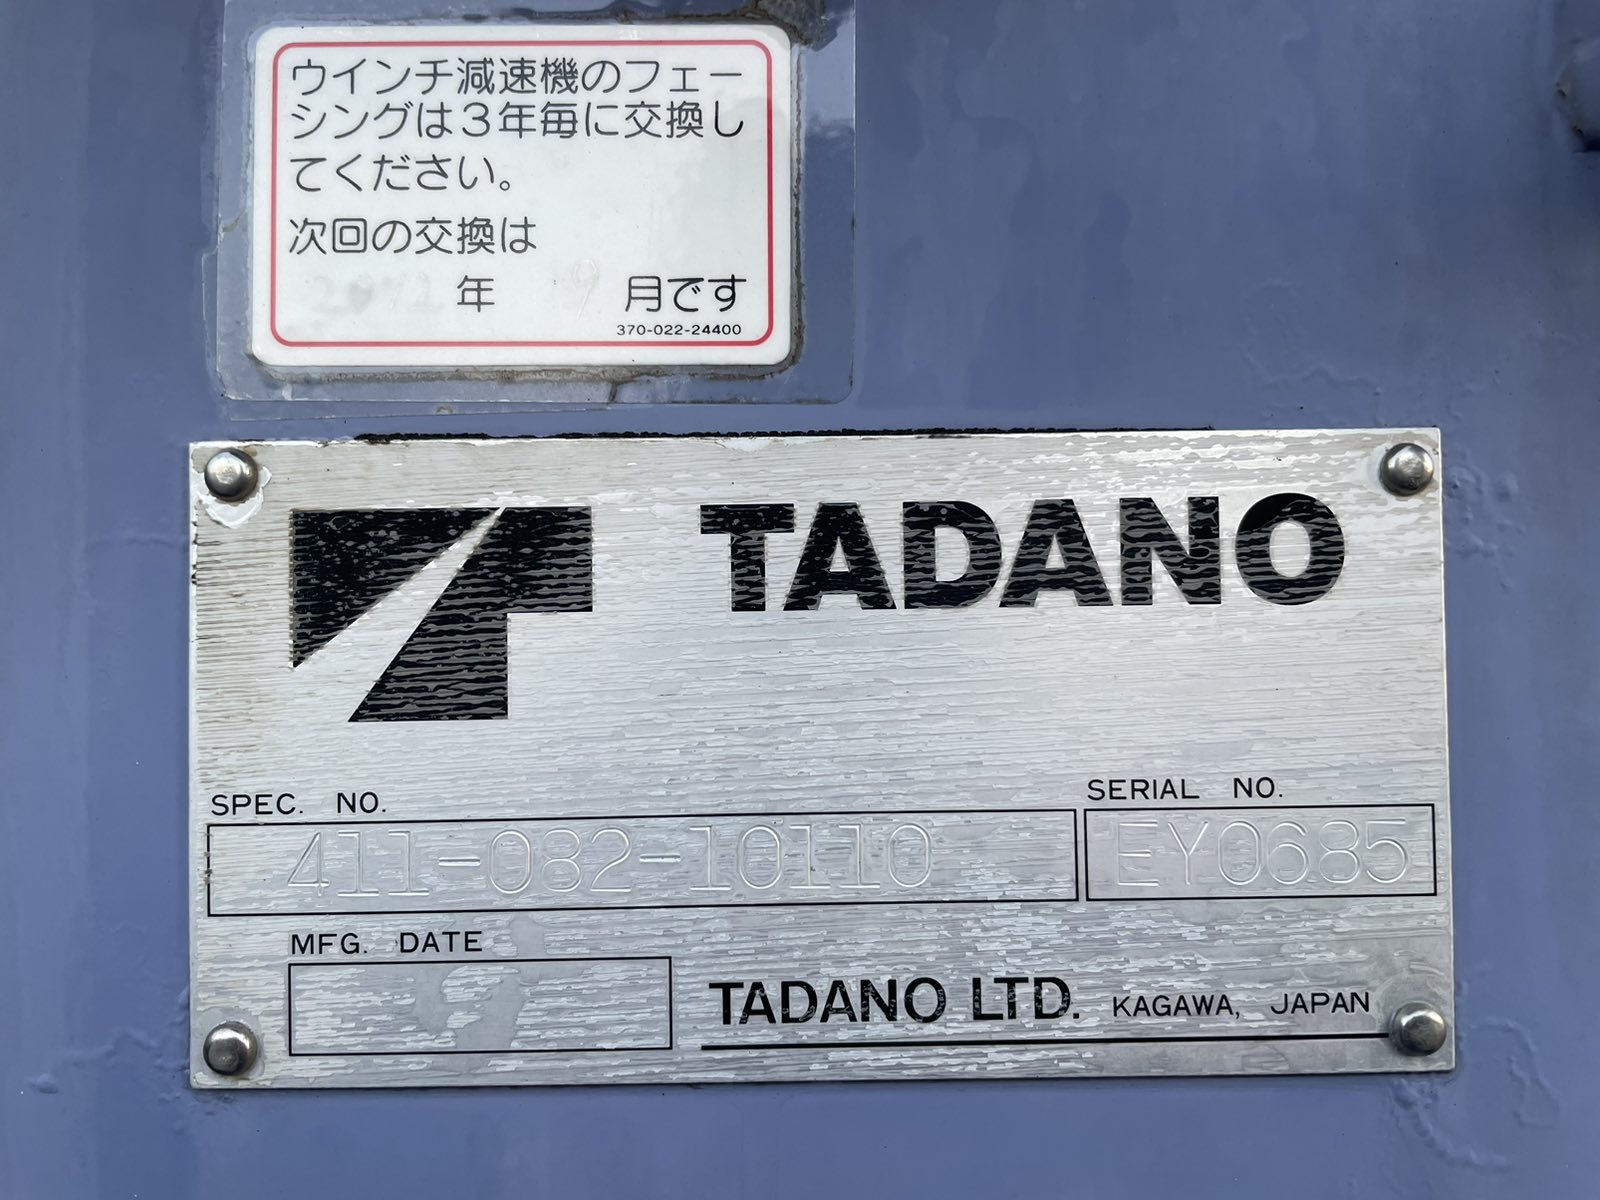 ウインチ減速機のフェー
シングは3年毎に交換し
てください。
次回の交換は
年 9 月です
370-022-24400
TADANO
SPEC. NO.
411-082-10110
SERIAL NO.
EY0685
MFG. DATE
TADANO LTD. KAGAWA, JAPAN